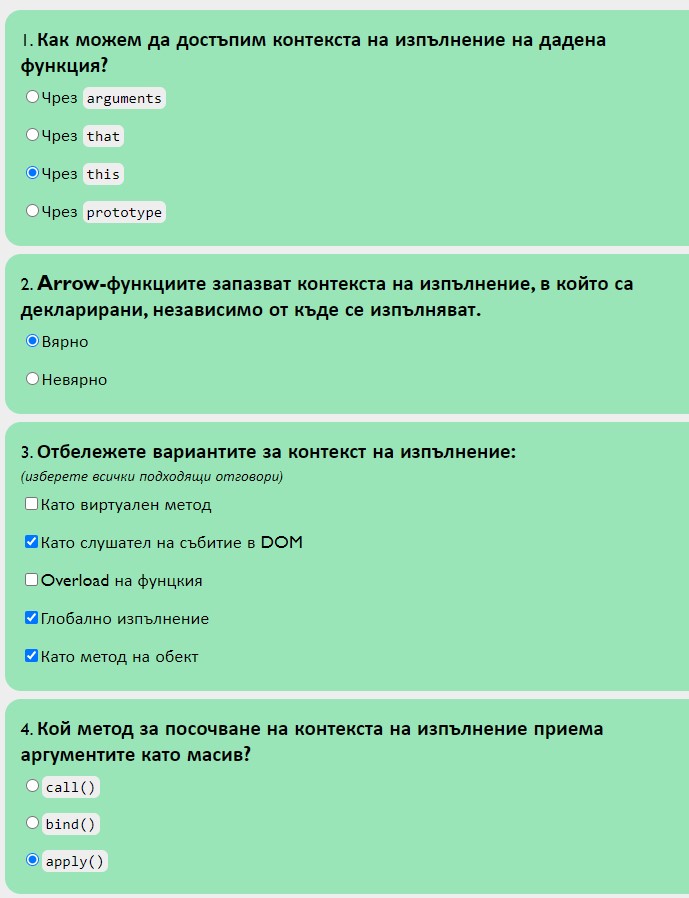 1. Как можем да достъпим контекста на изпълнение на дадена
функция?
Чрез arguments
Чрез that
Чрез this
Чрез prototype
2. Arrow-функциите запазват контекста на изпълнение, в който са
декларирани, независимо от къде се изпълняват.
Вярно
Невярно
3. Отбележете вариантите за контекст на изпълнение:
(изберете всички подходящи отговори)
Като виртуален метод
Като слушател на събитие в DOM
Overload на фунцкия
Глобално изпълнение
Като метод на обект
4. Кой метод за посочване на контекста на изпълнение приема
аргументите като масив?
call()
bind()
apply()